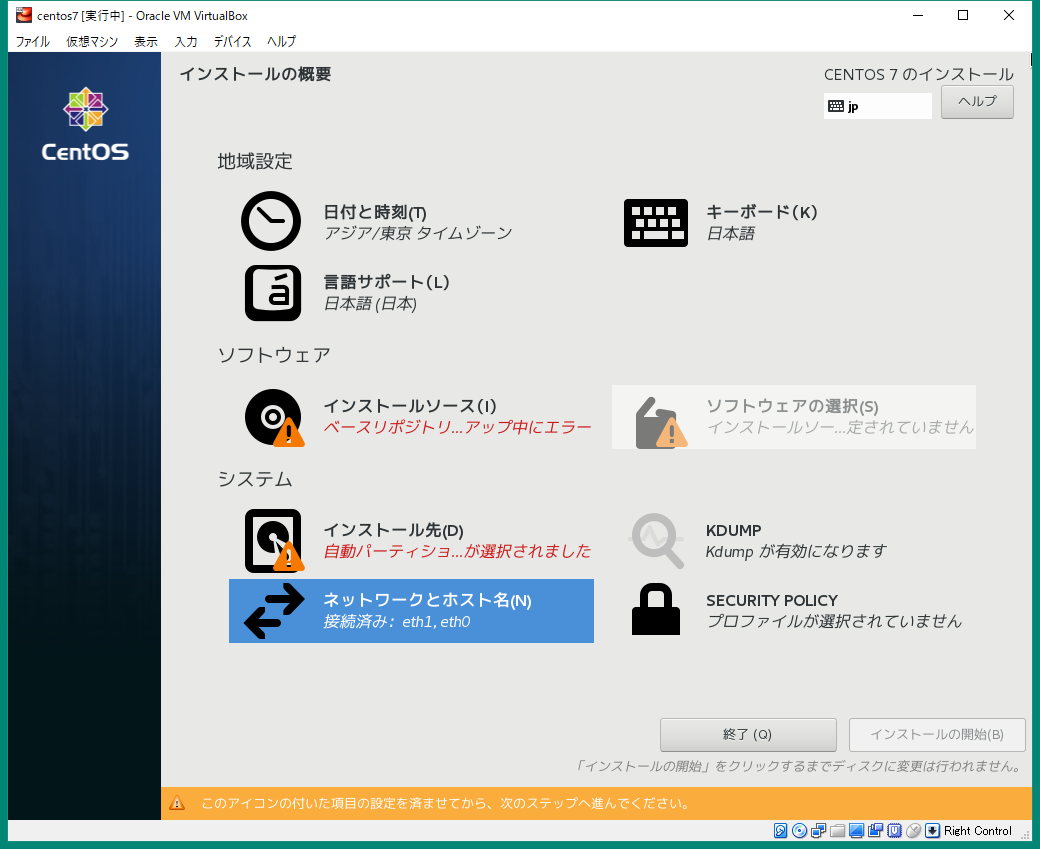 centos7 [実行中] - Oracle VM VirtualBox
ファイル 仮想マシン 表示 入力 デバイス ヘルプ
インストールの概要
CENTOS 7 のインストール
jp
ヘルプ
CentOS
地域設定
日付と時刻(T)
アジア/東京 タイムゾーン
キーボード(K)
日本語
言語サポート(L)
日本語 (日本)
ソフトウェア
インストールソース(I)
ベースリポジトリ...アップ中にエラー
ソフトウェアの選択(S)
インストールソー...定されていません
システム
インストール先(D)
自動パーティショ...が選択されました
KDUMP
Kdump が有効になります
ネットワークとホスト名(N)
接続済み: eth1, eth0
SECURITY POLICY
プロファイルが選択されていません
終了 (Q)
インストールの開始(B)
「インストールの開始」をクリックするまでディスクに変更は行われません。
このアイコンの付いた項目の設定を済ませてから、次のステップへ進んでください。
Right Control